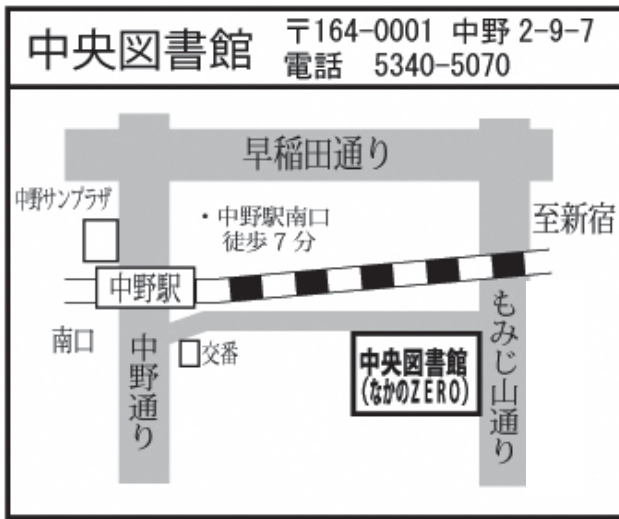 中央図書館
〒164-0001 中野 2-9-7
電話 5340-5070
早稲田通り
中野サンプラザ
・中野駅南口
徒歩7分
至新宿
中野駅
南口
中野通り
交番
中央図書館
(なかのZERO)
もみじ山通り